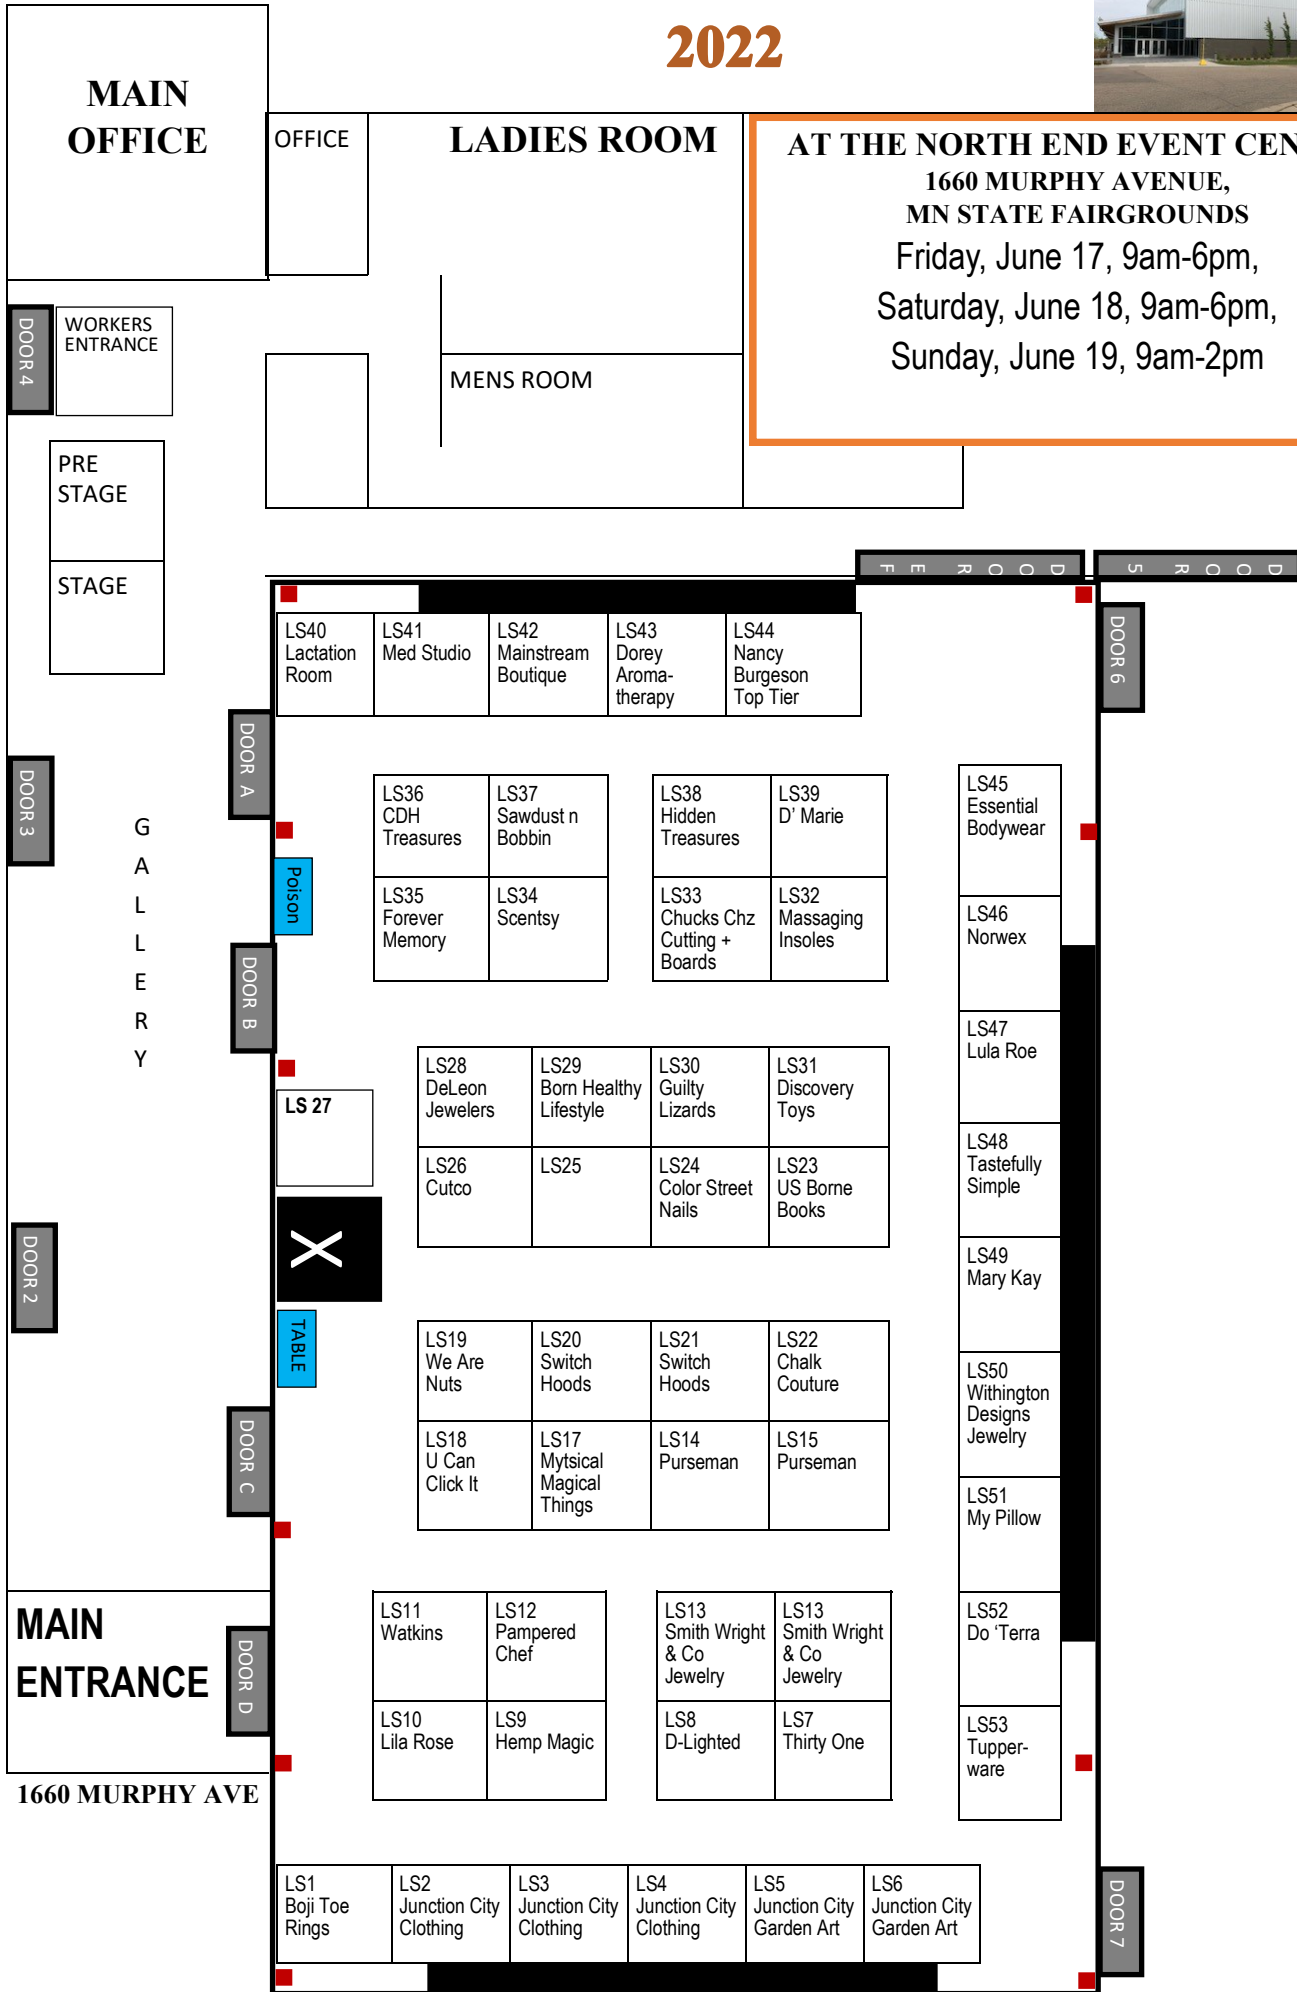 2022
MAIN
OFFICE
OFFICE
LADIES ROOM
AT THE NORTH END EVENT CEN
1660 MURPHY AVENUE,
MN STATE FAIRGROUNDS
Friday, June 17, 9am-6pm,
Saturday, June 18, 9am-6pm,
Sunday, June 19, 9am-2pm
DOOR 4
WORKERS
ENTRANCE
MENS ROOM
PRE
STAGE
STAGE
DOOR FE
DOOR 5
DOOR 6
LS40
Lactation
Room
LS41
Med Studio
LS42
Mainstream
Boutique
LS43
Dorey
Aroma-
therapy
LS44
Nancy
Burgeson
Top Tier
DOOR A
DOOR 3
GALLERY
Poison
DOOR B
LS36
CDH
Treasures
LS37
Sawdust n
Bobbin
LS38
Hidden
Treasures
LS39
D’ Marie
LS35
Forever
Memory
LS34
Scentsy
LS33
Chucks Chz
Cutting +
Boards
LS32
Massaging
Insoles
LS45
Essential
Bodywear
LS46
Norwex
LS47
Lula Roe
LS48
Tastefully
Simple
LS49
Mary Kay
LS50
Withington
Designs
Jewelry
LS51
My Pillow
LS52
Do ‘Terra
LS53
Tupper-
ware
LS 27
X
TABLE
DOOR 2
DOOR C
LS28
DeLeon
Jewelers
LS29
Born Healthy
Lifestyle
LS30
Guilty
Lizards
LS31
Discovery
Toys
LS26
Cutco
LS25
LS24
Color Street
Nails
LS23
US Borne
Books
LS19
We Are
Nuts
LS20
Switch
Hoods
LS21
Switch
Hoods
LS22
Chalk
Couture
LS18
U Can
Click It
LS17
Mytsical
Magical
Things
LS14
Purseman
LS15
Purseman
MAIN
ENTRANCE
DOOR D
1660 MURPHY AVE
LS11
Watkins
LS12
Pampered
Chef
LS13
Smith Wright
& Co
Jewelry
LS13
Smith Wright
& Co
Jewelry
LS10
Lila Rose
LS9
Hemp Magic
LS8
D-Lighted
LS7
Thirty One
LS1
Boji Toe
Rings
LS2
Junction City
Clothing
LS3
Junction City
Clothing
LS4
Junction City
Clothing
LS5
Junction City
Garden Art
LS6
Junction City
Garden Art
DOOR 7